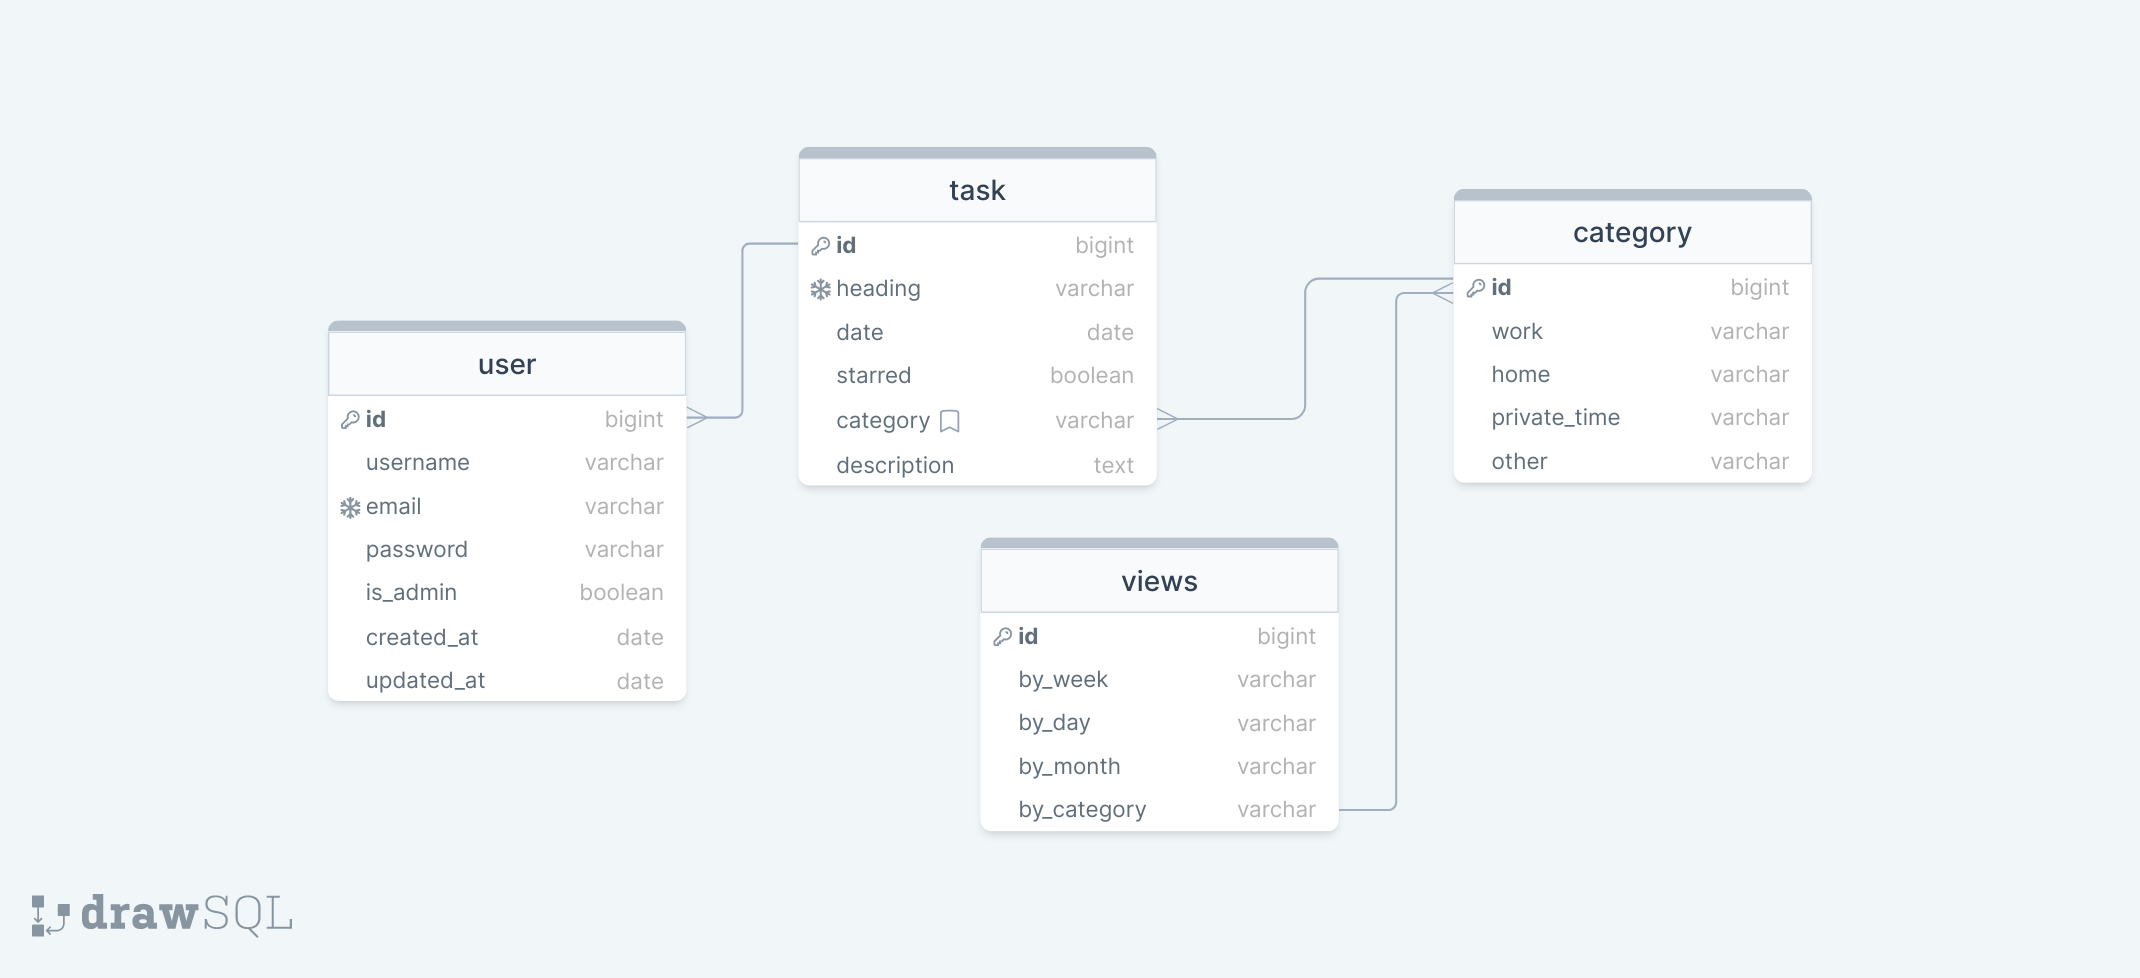 task
id bigint
heading varchar
date date
starred boolean
category varchar
description text
category
id bigint
work varchar
home varchar
private_time varchar
other varchar
user
id bigint
username varchar
email varchar
password varchar
is_admin boolean
created_at date
updated_at date
views
id bigint
by_week varchar
by_day varchar
by_month varchar
by_category varchar
drawSQL